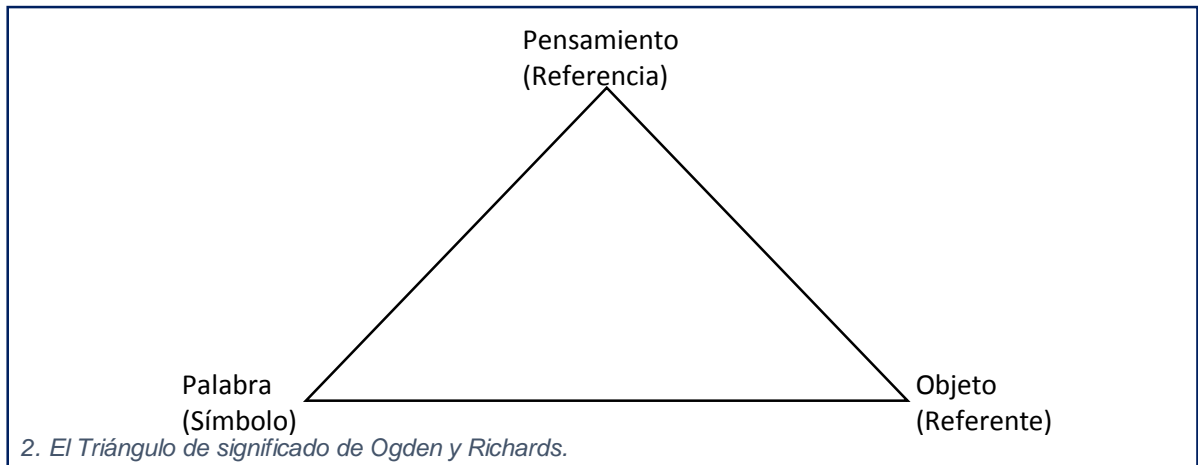 Pensamiento
(Referencia)
Palabra
(Símbolo)
Objeto
(Referente)
2. El Triángulo de significado de Ogden y Richards.